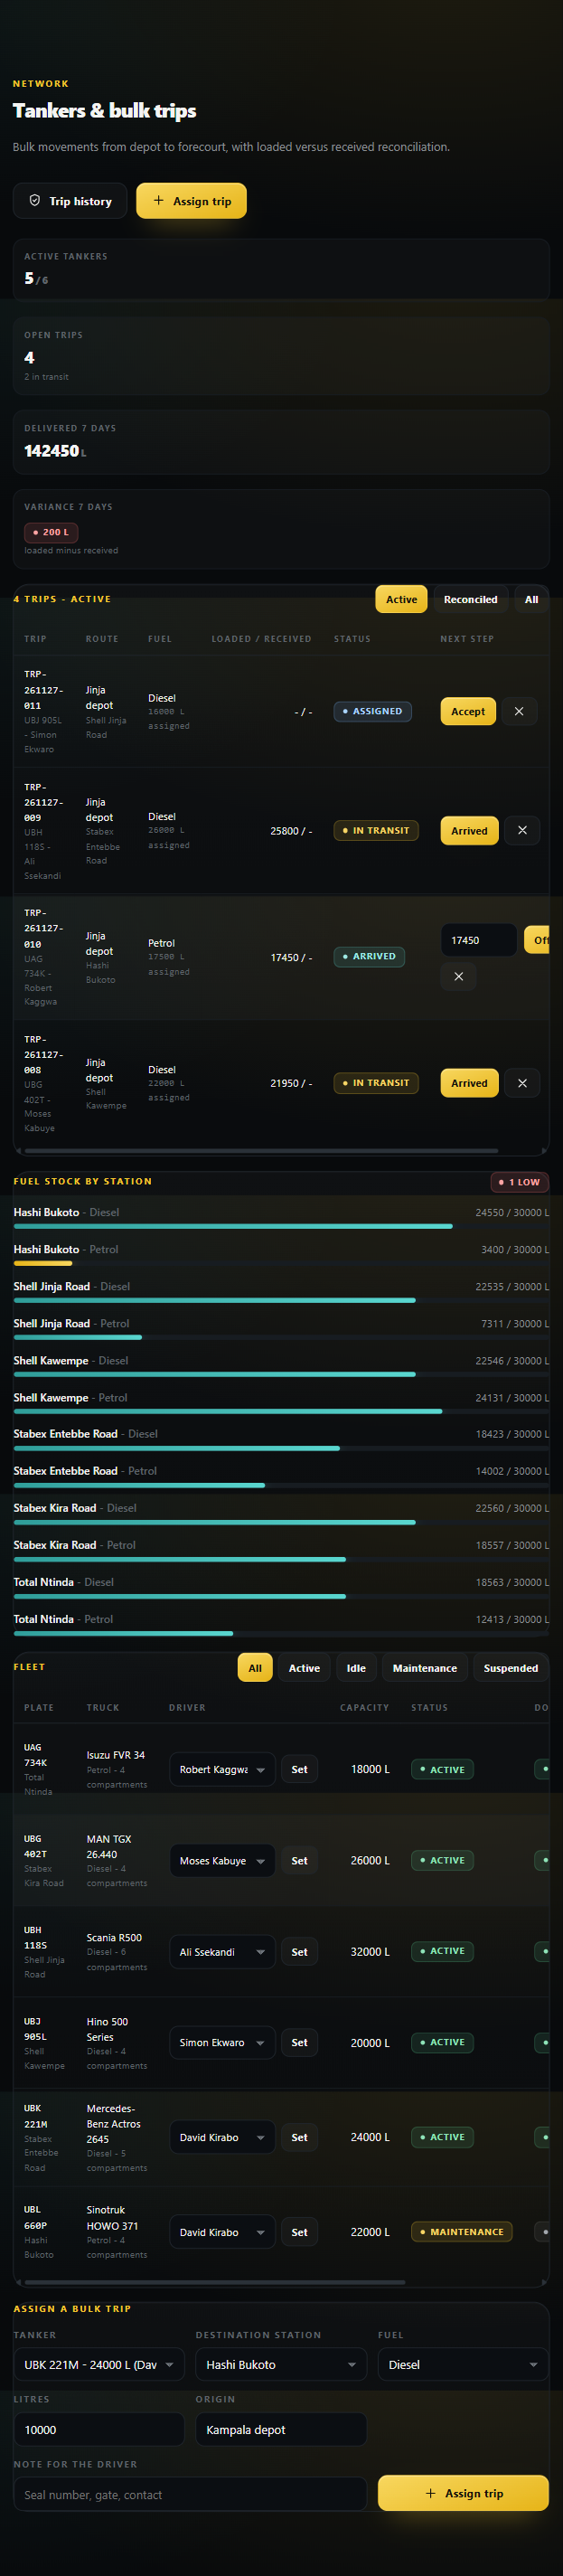 NETWORK
Tankers & bulk trips
Bulk movements from depot to forecourt, with loaded versus received reconciliation.
Trip history
Assign trip
ACTIVE TANKERS
5 / 6
OPEN TRIPS
4
2 in transit
DELIVERED 7 DAYS
142450 L
VARIANCE 7 DAYS
200 L
loaded minus received
4 TRIPS - ACTIVE
Active Reconciled All
TRIP ROUTE FUEL LOADED / RECEIVED STATUS NEXT STEP
TRP-
261127-
011
UBJ 905L
- Simon
Ekwaro
Jinja
depot
Shell Jinja
Road
Diesel
16000 L
assigned
- / -
ASSIGNED
Accept
TRP-
261127-
009
UBH
118S -
Ali
Ssekandi
Jinja
depot
Stabex
Entebbe
Road
Diesel
26000 L
assigned
25800 / -
IN TRANSIT
Arrived
TRP-
261127-
010
UAG
734K -
Robert
Kaggwa
Jinja
depot
Hashi
Bukoto
Petrol
17500 L
assigned
17450 / -
ARRIVED
17450
TRP-
261127-
008
UBG
402T -
Moses
Kabuye
Jinja
depot
Shell
Kawempe
Diesel
22000 L
assigned
21950 / -
IN TRANSIT
Arrived
FUEL STOCK BY STATION
1 LOW
Hashi Bukoto - Diesel 24550 / 30000 L
Hashi Bukoto - Petrol 3400 / 30000 L
Shell Jinja Road - Diesel 22535 / 30000 L
Shell Jinja Road - Petrol 7311 / 30000 L
Shell Kawempe - Diesel 22546 / 30000 L
Shell Kawempe - Petrol 24131 / 30000 L
Stabex Entebbe Road - Diesel 18423 / 30000 L
Stabex Entebbe Road - Petrol 14002 / 30000 L
Stabex Kira Road - Diesel 22560 / 30000 L
Stabex Kira Road - Petrol 18557 / 30000 L
Total Ntinda - Diesel 18563 / 30000 L
Total Ntinda - Petrol 12413 / 30000 L
FLEET
All Active Idle Maintenance Suspended
PLATE TRUCK DRIVER CAPACITY STATUS DO
UAG
734K
Total
Ntinda
Isuzu FVR 34
Petrol - 4
compartments
Robert Kaggwa
Set
18000 L
ACTIVE
UBG
402T
Stabex
Kira Road
MAN TGX
26.440
Diesel - 4
compartments
Moses Kabuye
Set
26000 L
ACTIVE
UBH
118S
Shell Jinja
Road
Scania R500
Diesel - 6
compartments
Ali Ssekandi
Set
32000 L
ACTIVE
UBJ
905L
Shell
Kawempe
Hino 500
Series
Diesel - 4
compartments
Simon Ekwaro
Set
20000 L
ACTIVE
UBK
221M
Stabex
Entebbe
Road
Mercedes-
Benz Actros
2645
Diesel - 5
compartments
David Kirabo
Set
24000 L
ACTIVE
UBL
660P
Hashi
Bukoto
Sinotruk
HOWO 371
Petrol - 4
compartments
David Kirabo
Set
22000 L
MAINTENANCE
ASSIGN A BULK TRIP
TANKER DESTINATION STATION FUEL
UBK 221M - 24000 L (Dav Hashi Bukoto Diesel
LITRES ORIGIN
10000 Kampala depot
NOTE FOR THE DRIVER
Seal number, gate, contact
Assign trip